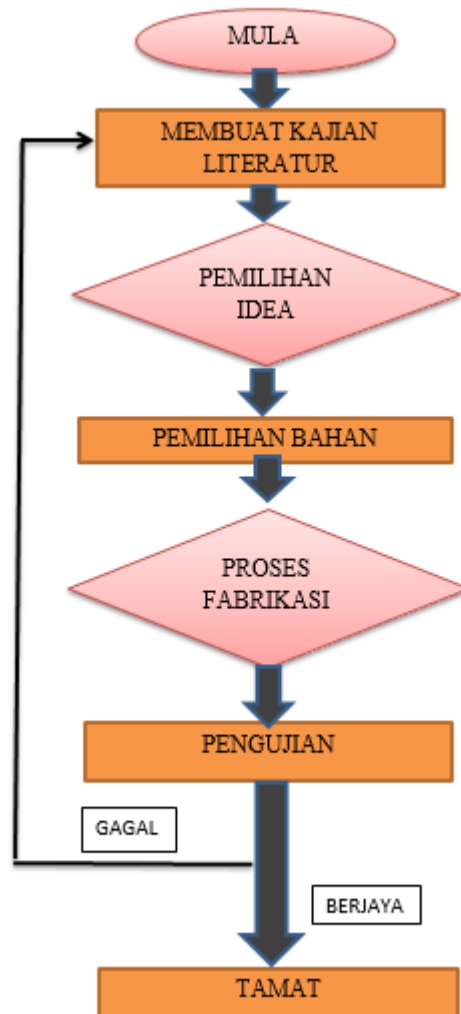 MULA
MEMBUAT KAJIAN
LITERATUR
PEMILIHAN
IDEA
PEMILIHAN BAHAN
PROSES
FABRIKASI
PENGUJIAN
GAGAL
BERJAYA
TAMAT